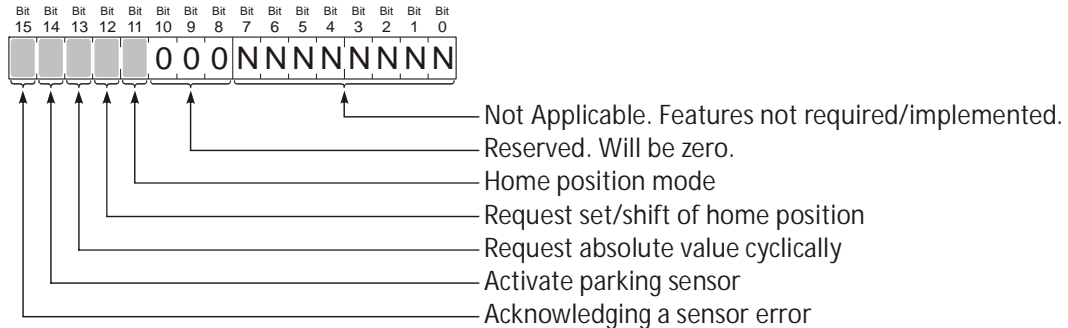 Bit Bit Bit Bit Bit Bit Bit Bit Bit Bit Bit Bit Bit Bit Bit Bit
15 14 13 12 11 10 9 8 7 6 5 4 3 2 1 0
0 0 0 N N N N N N N N
Not Applicable. Features not required/implemented.
Reserved. Will be zero.
Home position mode
Request set/shift of home position
Request absolute value cyclically
Activate parking sensor
Acknowledging a sensor error